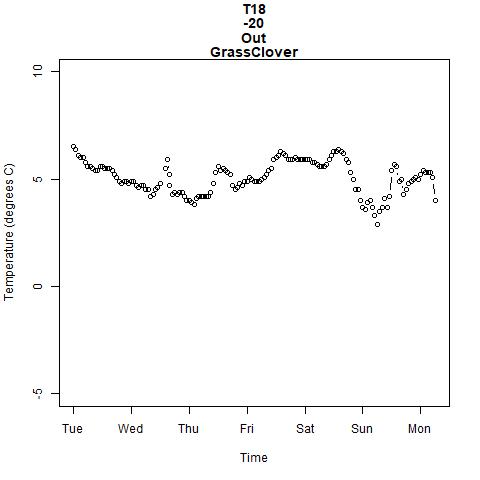 T18
-20
Out
GrassClover
Temperature (degrees C)
10
5
0
-5
Tue Wed Thu Fri Sat Sun Mon
Time